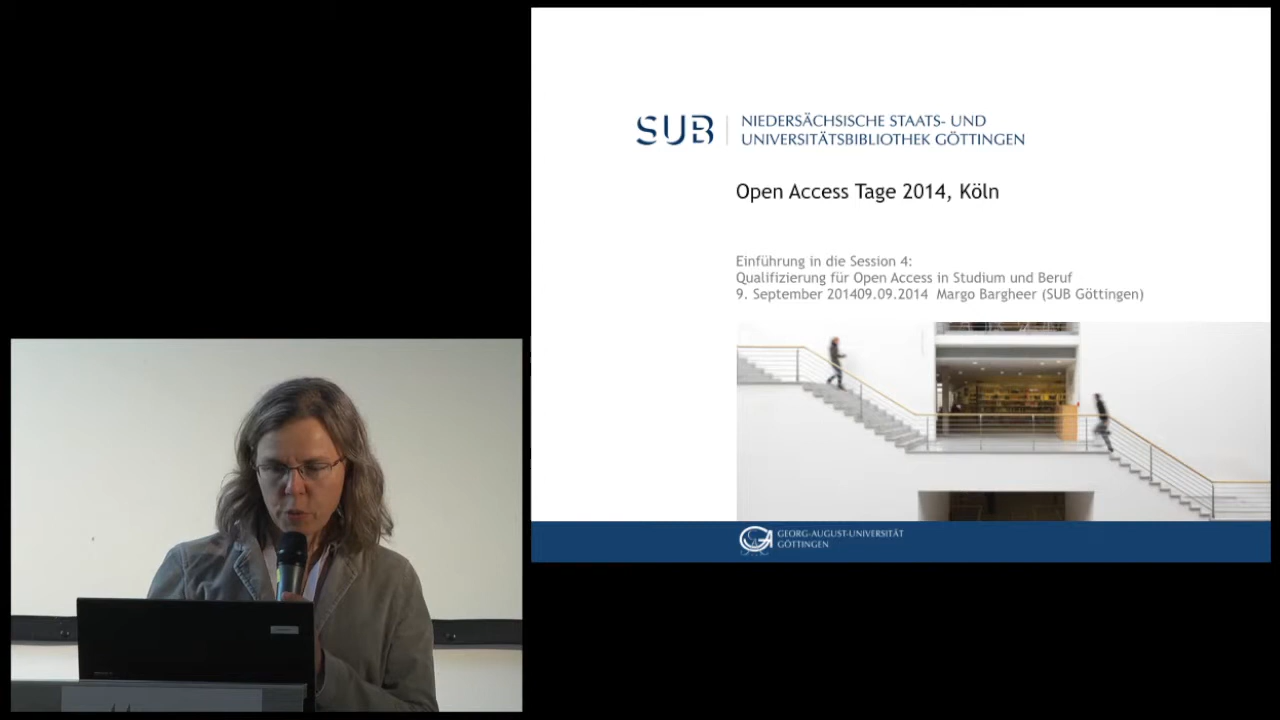 SUB
NIEDERSÄCHSISCHE STAATS- UND
UNIVERSITÄTSBIBLIOTHEK GÖTTINGEN
Open Access Tage 2014, Köln
Einführung in die Session 4:
Qualifizierung für Open Access in Studium und Beruf
9. September 201409.09.2014 Margo Bargheer (SUB Göttingen)
GEORG-AUGUST-UNIVERSITÄT
GÖTTINGEN